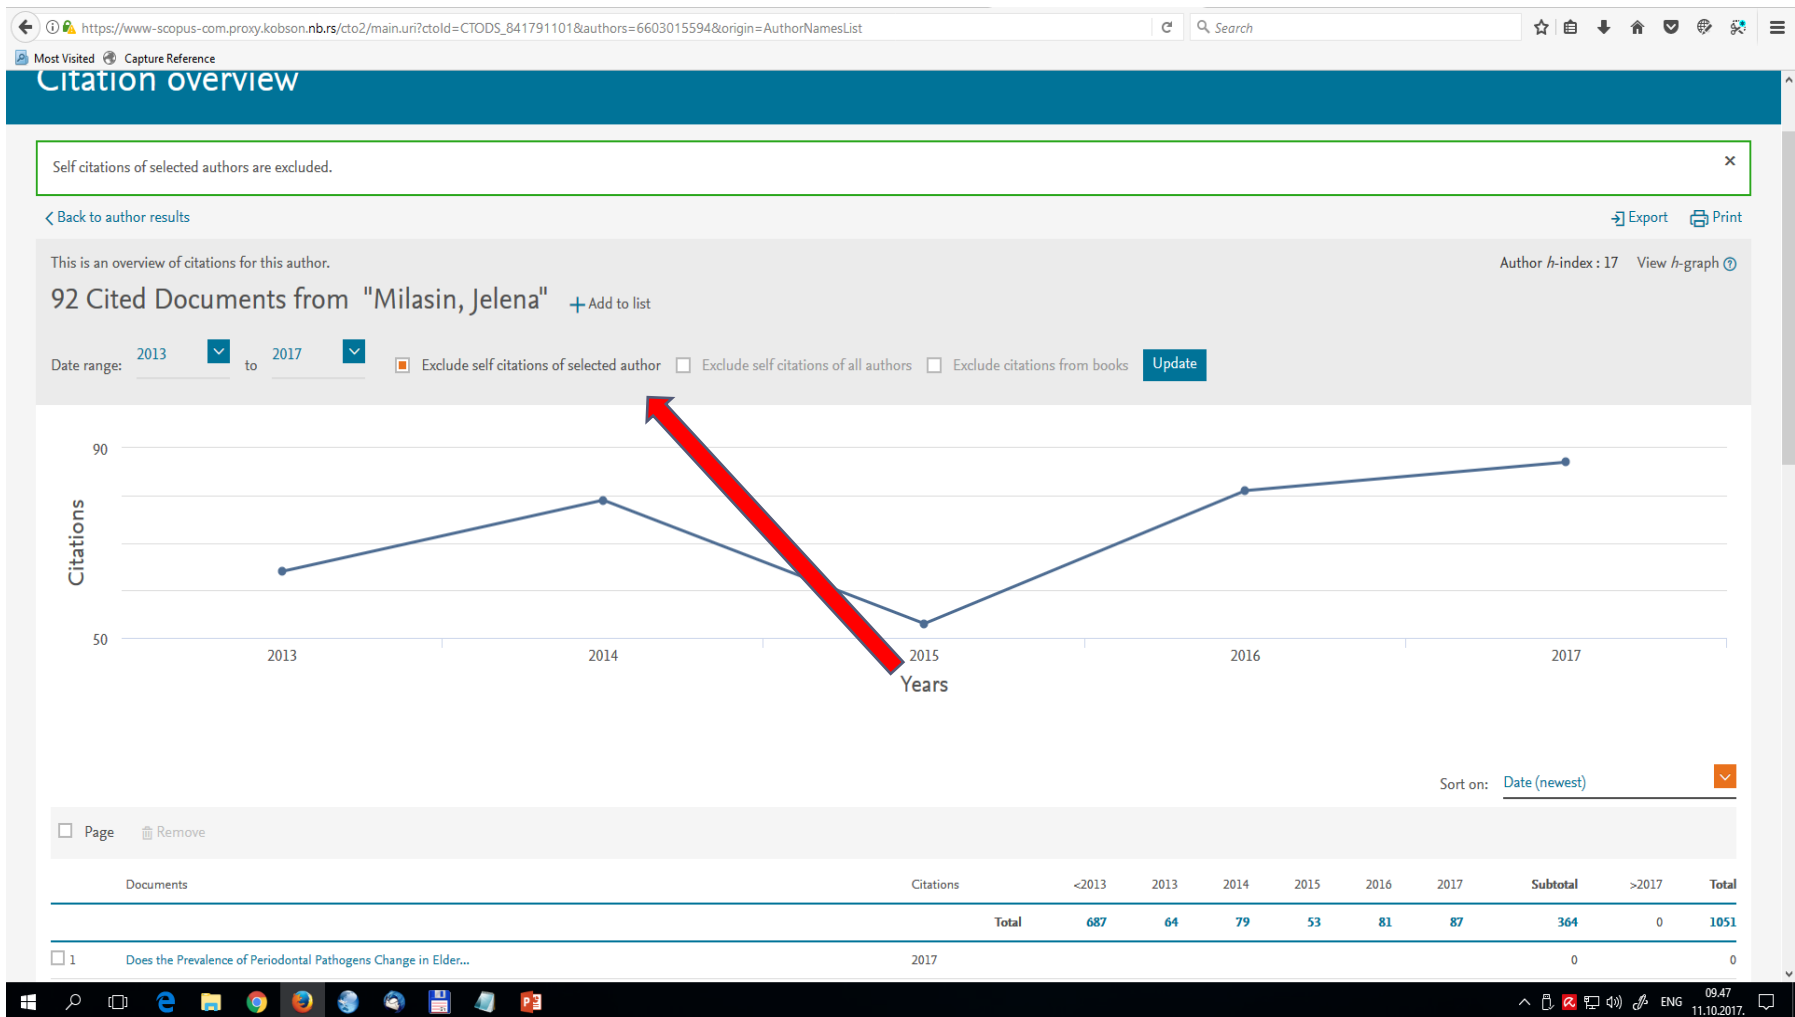 https://www-scopus-com.proxy.kobson.nb.rs/cto2/main.uri?ctoId=CTODS_841791101&authors=6603015594&origin=AuthorNamesList
Search
Most Visited Capture Reference
Citation overview
Self citations of selected authors are excluded. ×
Back to author results Export Print
This is an overview of citations for this author. Author h-index : 17 View h-graph ?
92 Cited Documents from "Milasin, Jelena" + Add to list
Date range: 2013 to 2017 Exclude self citations of selected author Exclude self citations of all authors Exclude citations from books Update
90
Citations
50
2013 2014 2015 2016 2017
Years
Sort on: Date (newest)
Page Remove
Documents Citations <2013 2013 2014 2015 2016 2017 Subtotal >2017 Total
Total 687 64 79 53 81 87 364 0 1051
1 Does the Prevalence of Periodontal Pathogens Change in Elder... 2017 0 0
ENG 09.47
11.10.2017.